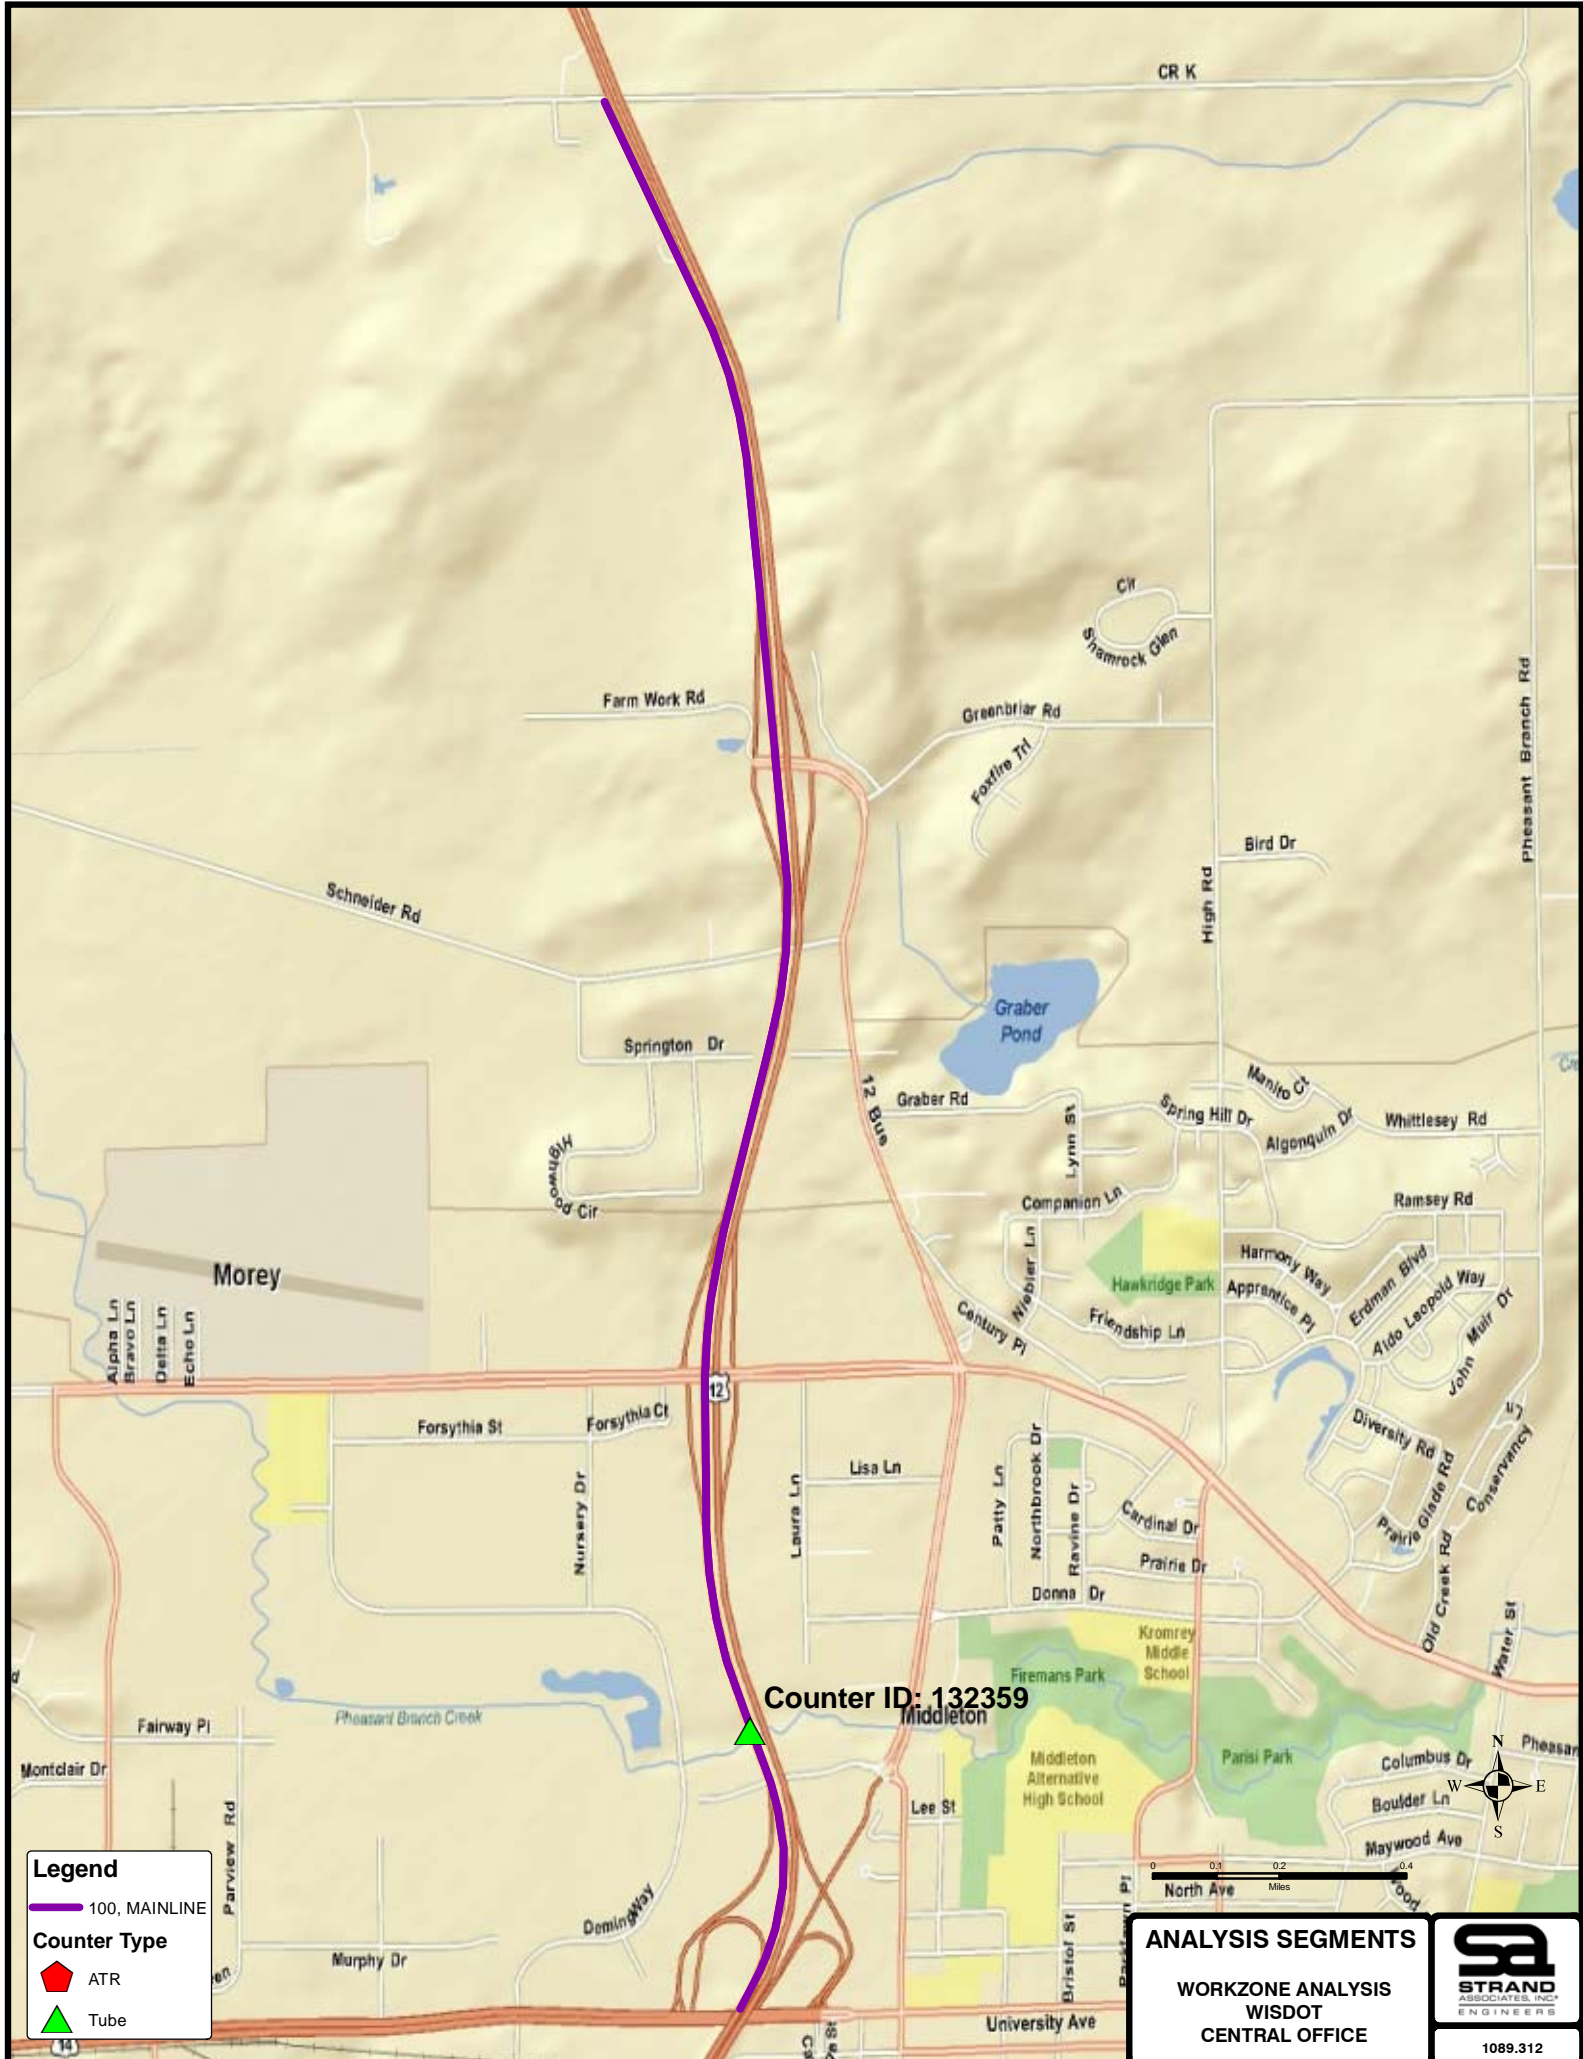 CR K
Cir
Shamrock Glen
Farm Work Rd
Greenbriar Rd
Foxfire Trl
Pheasant Branch Rd
Bird Dr
High Rd
Schneider Rd
Graber
Pond
Springton Dr
12 Bus
Graber Rd
Lynn St
Spring Hill Dr
Manito Ct
Algonquin Dr
Whittlesey Rd
Highwood Cir
Companion Ln
Ramsey Rd
Niebler Ln
Harmony Way
Hawkridge Park
Apprentice Pl
Erdman Blvd
Aldo Leopold Way
John Muir Dr
Morey
Century Pl
Friendship Ln
Alpha Ln
Bravo Ln
Delta Ln
Echo Ln
12
Forsythia St
Forsythia Ct
Nursery Dr
Laura Ln
Lisa Ln
Patty Ln
Northbrook Dr
Ravine Dr
Cardinal Dr
Prairie Dr
Donna Dr
Diversity Rd
Prairie Glade Rd
Conservancy Ln
Old Creek Rd
Water St
Kromrey
Middle
School
Firemans Park
Counter ID: 132359
Middleton
Pheasant Branch Creek
Fairway Pl
Montclair Dr
Parview Rd
Middleton
Alternative
High School
Parisi Park
Columbus Dr
Pheasan
Boulder Ln
Maywood Ave
Lee St
N
W
E
S
0 0.1 0.2 0.4
Miles
North Ave
Wood
Bristol St
Parklawn Pl
Deming Way
Murphy Dr
en
University Ave
Va St
14
Legend
100, MAINLINE
Counter Type
ATR
Tube
ANALYSIS SEGMENTS
WORKZONE ANALYSIS
WISDOT
CENTRAL OFFICE
sa
STRAND
ASSOCIATES, INC.®
ENGINEERS
1089.312